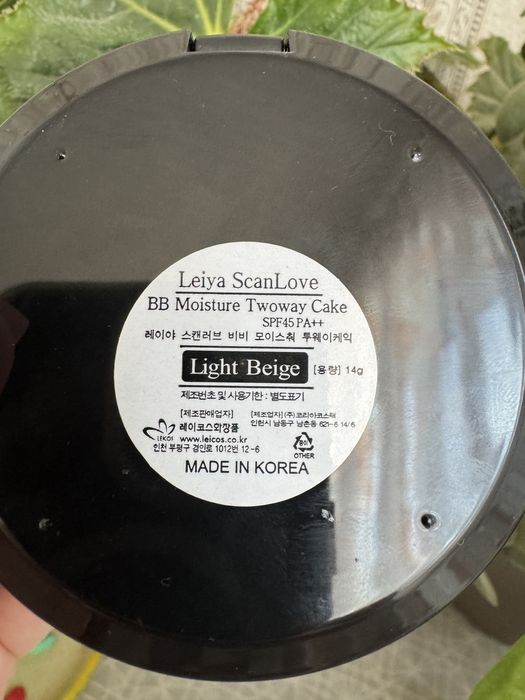 Leiya ScanLove
BB Moisture Twoway Cake
SPF45 PA++
레이야 스캔러브 비비 모이스춰 투웨이케익
Light Beige [용량] 14g
제조번호 및 사용기한 : 별도표기
[제조판매업자] [제조업자] (주)코리아코스팩
레이코스화장품 인천시 남동구 남촌동 621-6 14/6
LEICOS www.leicos.co.kr
인천 부평구 경인로 1012번 12-6
OTHER
MADE IN KOREA